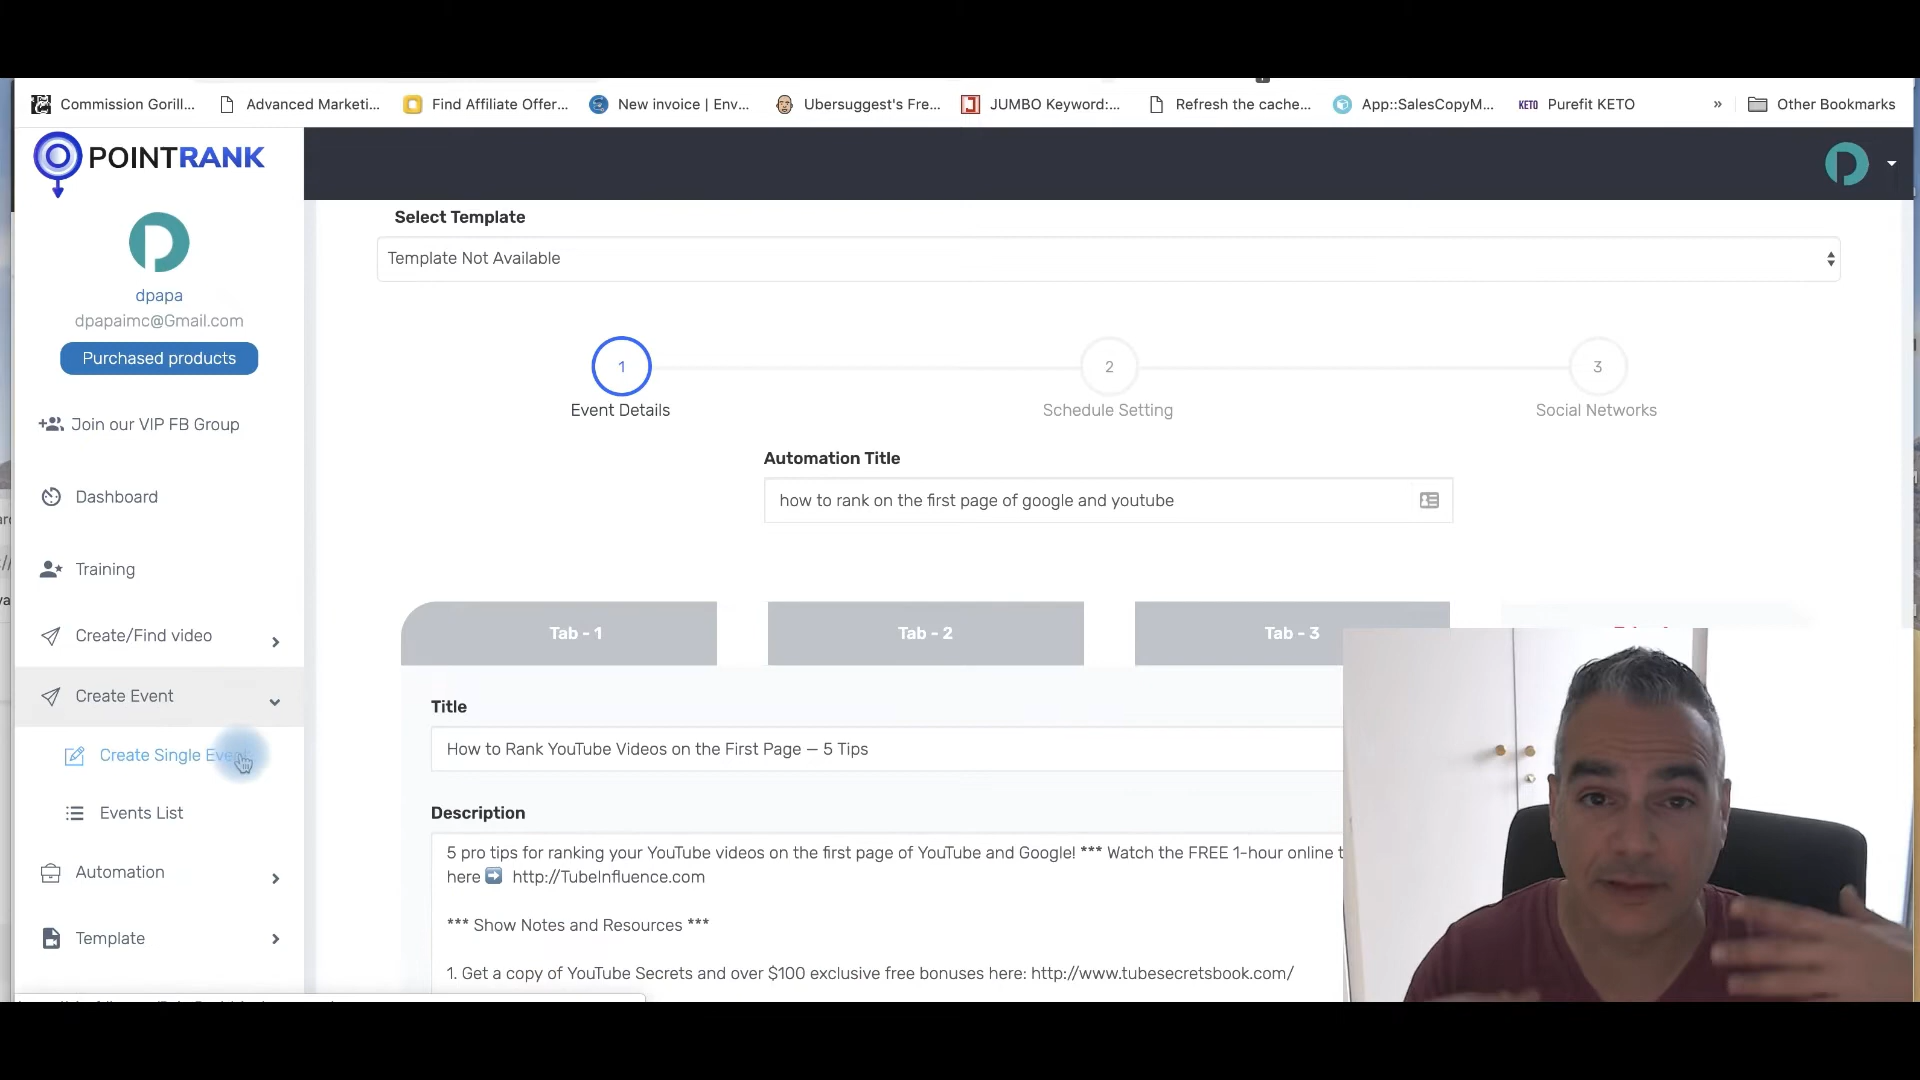 Commission Gorill...
Advanced Marketi...
Find Affiliate Offer...
New invoice | Env...
Ubersuggest's Fre...
JUMBO Keyword:...
Refresh the cache...
App::SalesCopyM...
KETO Purefit KETO
»
Other Bookmarks
POINTRANK
dpapa
dpapaimc@Gmail.com
Purchased products
Join our VIP FB Group
Dashboard
Training
Create/Find video
Create Event
Create Single Eve
Events List
Automation
Template
Select Template
Template Not Available
1
2
3
Event Details
Schedule Setting
Social Networks
Automation Title
how to rank on the first page of google and youtube
Tab - 1
Tab - 2
Tab - 3
Title
How to Rank YouTube Videos on the First Page — 5 Tips
Description
5 pro tips for ranking your YouTube videos on the first page of YouTube and Google! *** Watch the FREE 1-hour online t
here ➡ http://TubeInfluence.com
*** Show Notes and Resources ***
1. Get a copy of YouTube Secrets and over $100 exclusive free bonuses here: http://www.tubesecretsbook.com/